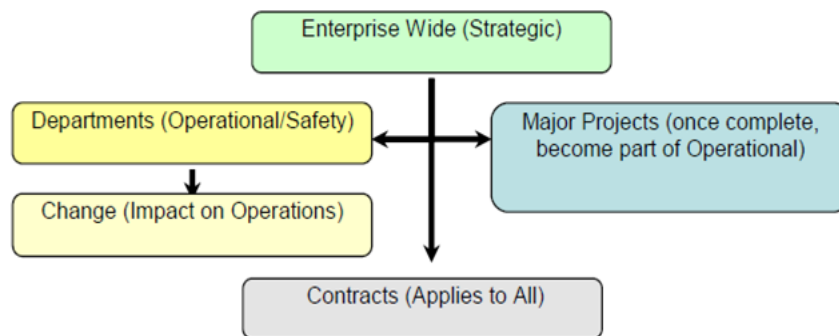 Enterprise Wide (Strategic)
Departments (Operational/Safety)
Major Projects (once complete,
become part of Operational)
Change (Impact on Operations)
Contracts (Applies to All)